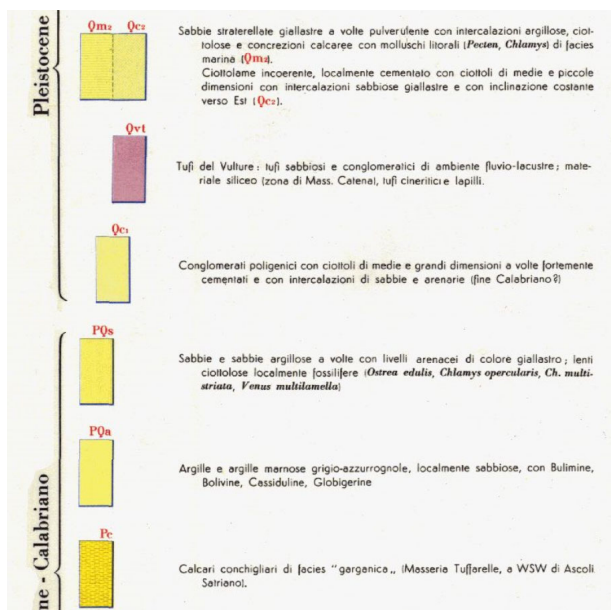 Pleistocene
Qm2 Qc2
Sabbie straterellate giallastre a volte pulverulente con intercalazioni argillose, ciot-
tolose e concrezioni calcaree con molluschi litorali (Pecten, Chlamys) di facies
marina (Qm2).
Ciottolame incoerente, localmente cementato con ciottoli di medie e piccole
dimensioni con intercalazioni sabbiose giallastre e con inclinazione costante
verso Est (Qc2).
Qvt
Tufi del Vulture: tufi sabbiosi e conglomeratici di ambiente fluvio-lacustre; mate-
riale siliceo (zona di Mass. Catena), tufi cineritici e lapilli.
Qc1
Conglomerati poligenici con ciottoli di medie e grandi dimensioni a volte fortemente
cementati e con intercalazioni di sabbie e arenarie (fine Calabriano?)
ne - Calabriano
PQs
Sabbie e sabbie argillose a volte con livelli arenacei di colore giallastro; lenti
ciottolose localmente fossilifere (Ostrea edulis, Chlamys opercularis, Ch. multi-
striata, Venus multilamella)
PQa
Argille e argille marnose grigio-azzurrognole, localmente sabbiose, con Bulimine,
Bolivine, Cassiduline, Globigerine
Pc
Calcari conchigliari di facies "garganica„ (Masseria Tuffarelle, a WSW di Ascoli
Satriano).